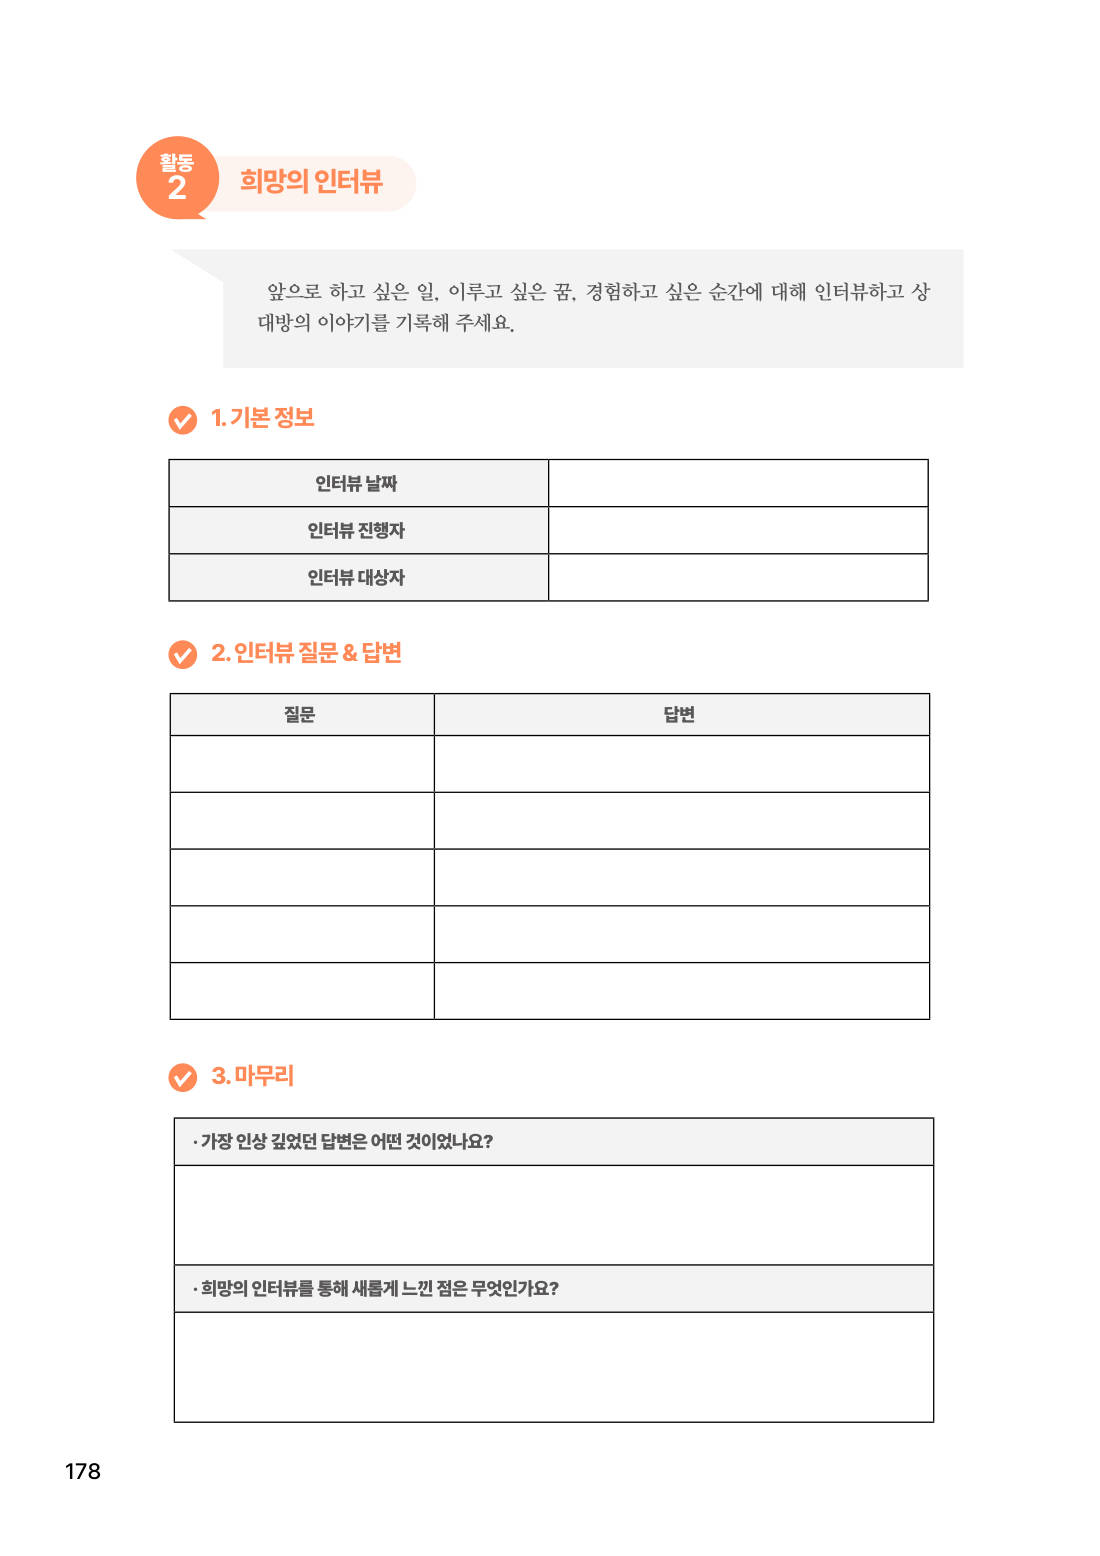 활동
2
희망의 인터뷰
앞으로 하고 싶은 일, 이루고 싶은 꿈, 경험하고 싶은 순간에 대해 인터뷰하고 상
대방의 이야기를 기록해 주세요.
1. 기본 정보
인터뷰 날짜
인터뷰 진행자
인터뷰 대상자
2. 인터뷰 질문 & 답변
질문 답변
3. 마무리
· 가장 인상 깊었던 답변은 어떤 것이었나요?
· 희망의 인터뷰를 통해 새롭게 느낀 점은 무엇인가요?
178